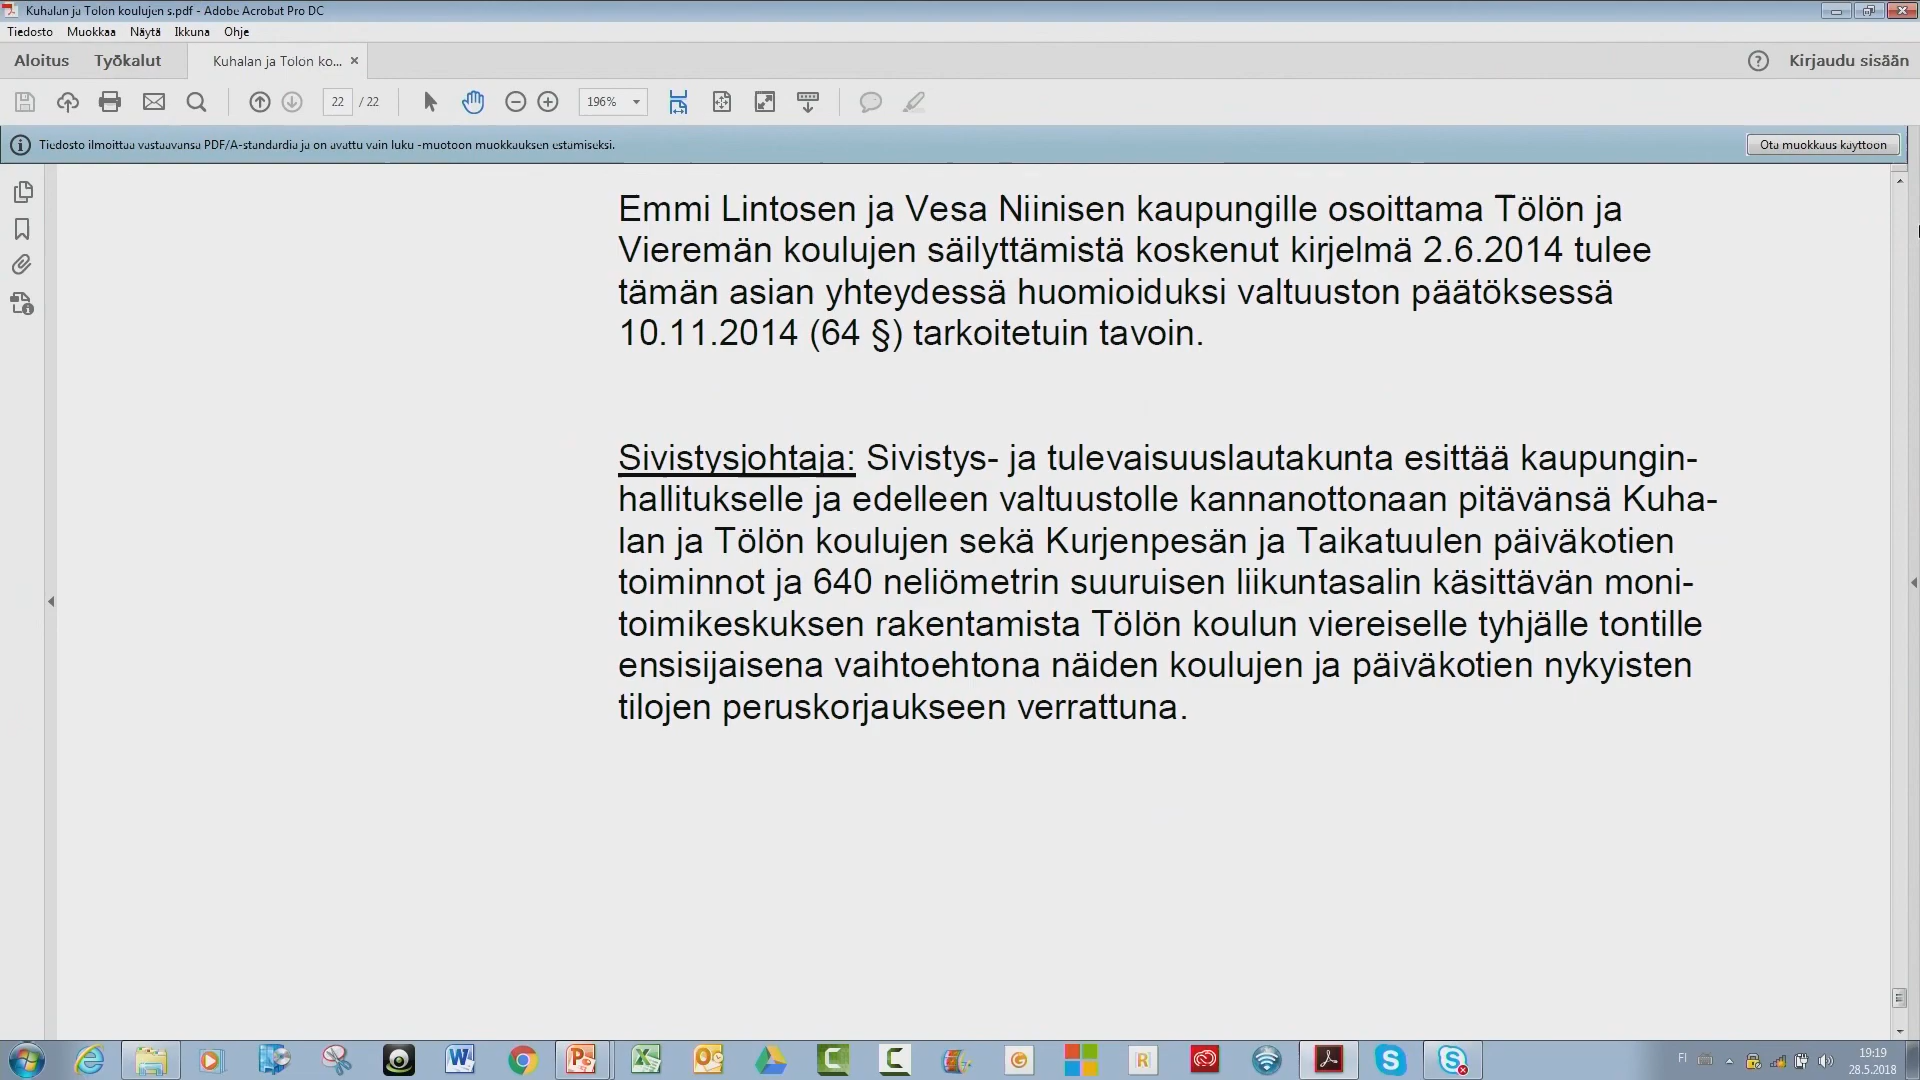 Kuhalan ja Tolon koulujen s.pdf - Adobe Acrobat Pro DC
Tiedosto Muokkaa Näytä Ikkuna Ohje
Aloitus Työkalut Kuhalan ja Tolon ko... × ? Kirjaudu sisään
22 / 22 196%
Tiedosto ilmoittaa vastaavansa PDF/A-standardia ja on avattu vain luku -muotoon muokkauksen estämiseksi. Ota muokkaus käyttöön
Emmi Lintosen ja Vesa Niinisen kaupungille osoittama Tölön ja
Vieremän koulujen säilyttämistä koskenut kirjelmä 2.6.2014 tulee
tämän asian yhteydessä huomioiduksi valtuuston päätöksessä
10.11.2014 (64 §) tarkoitetuin tavoin.
Sivistysjohtaja: Sivistys- ja tulevaisuuslautakunta esittää kaupungin-
hallitukselle ja edelleen valtuustolle kannanottonaan pitävänsä Kuha-
lan ja Tölön koulujen sekä Kurjenpesän ja Taikatuulen päiväkotien
toiminnot ja 640 neliömetrin suuruisen liikuntasalin käsittävän moni-
toimikeskuksen rakentamista Tölön koulun viereiselle tyhjälle tontille
ensisijaisena vaihtoehtona näiden koulujen ja päiväkotien nykyisten
tilojen peruskorjaukseen verrattuna.
FI 19:19
28.5.2018